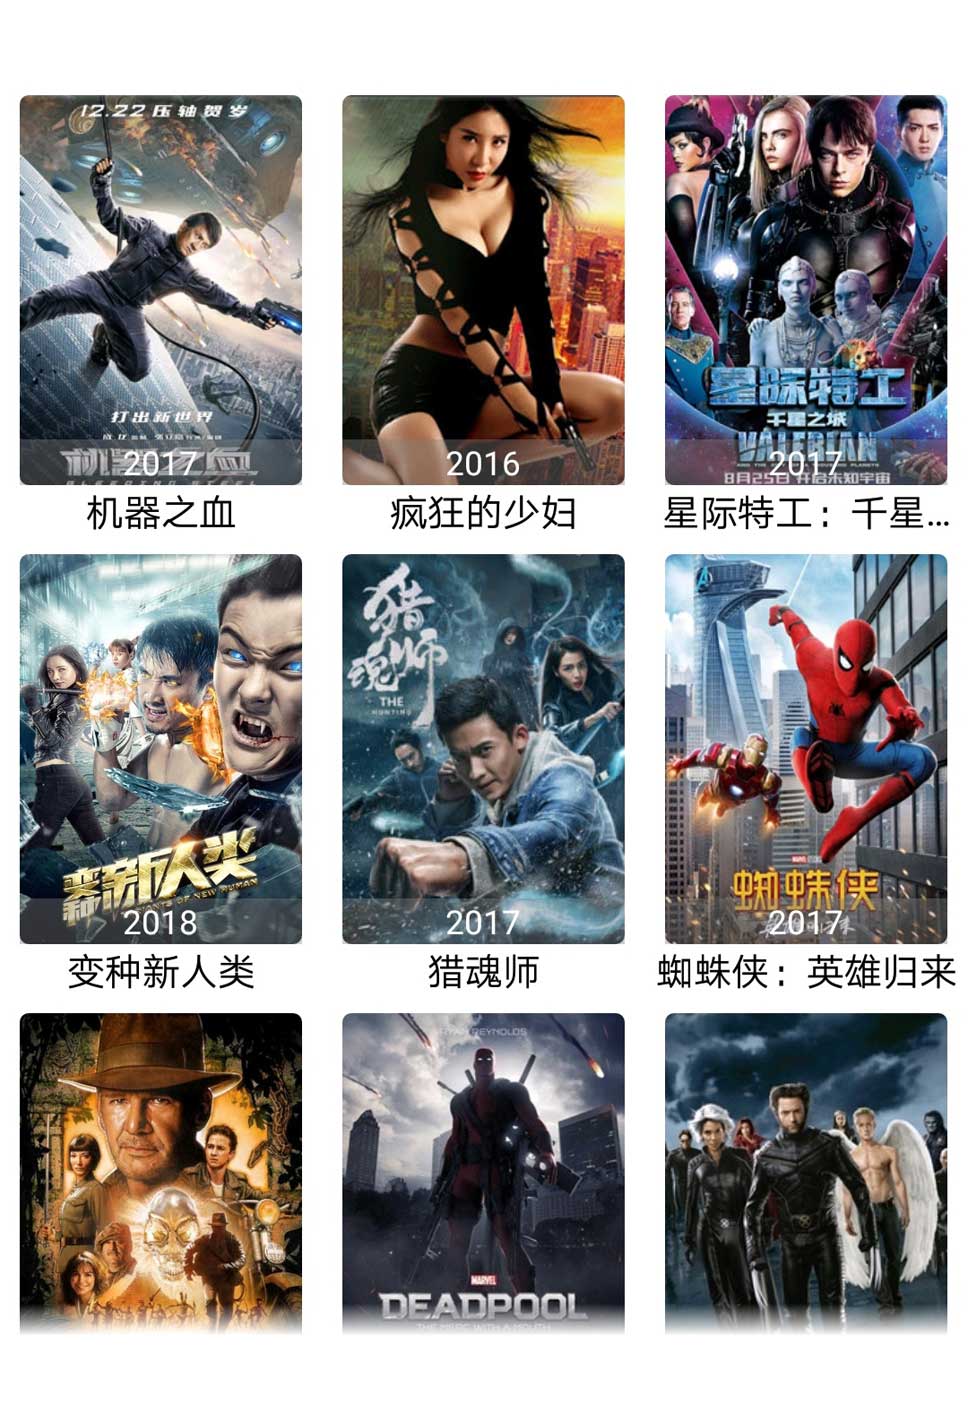 12.22 压轴贺岁
打出新世界
机器之血
BLEEDING STEEL
2017
机器之血
2016
疯狂的少妇
星际特工
千星之城
VALERIAN
2017
8月25日 开启未知宇宙
星际特工：千星...
变种新人类
2018
变种新人类
猎魂师
THE
HUNTING
2017
猎魂师
MARVEL
蜘蛛侠
2017
蜘蛛侠：英雄归来
RYAN REYNOLDS
MARVEL
DEADPOOL
THE MERC WITH A MOUTH